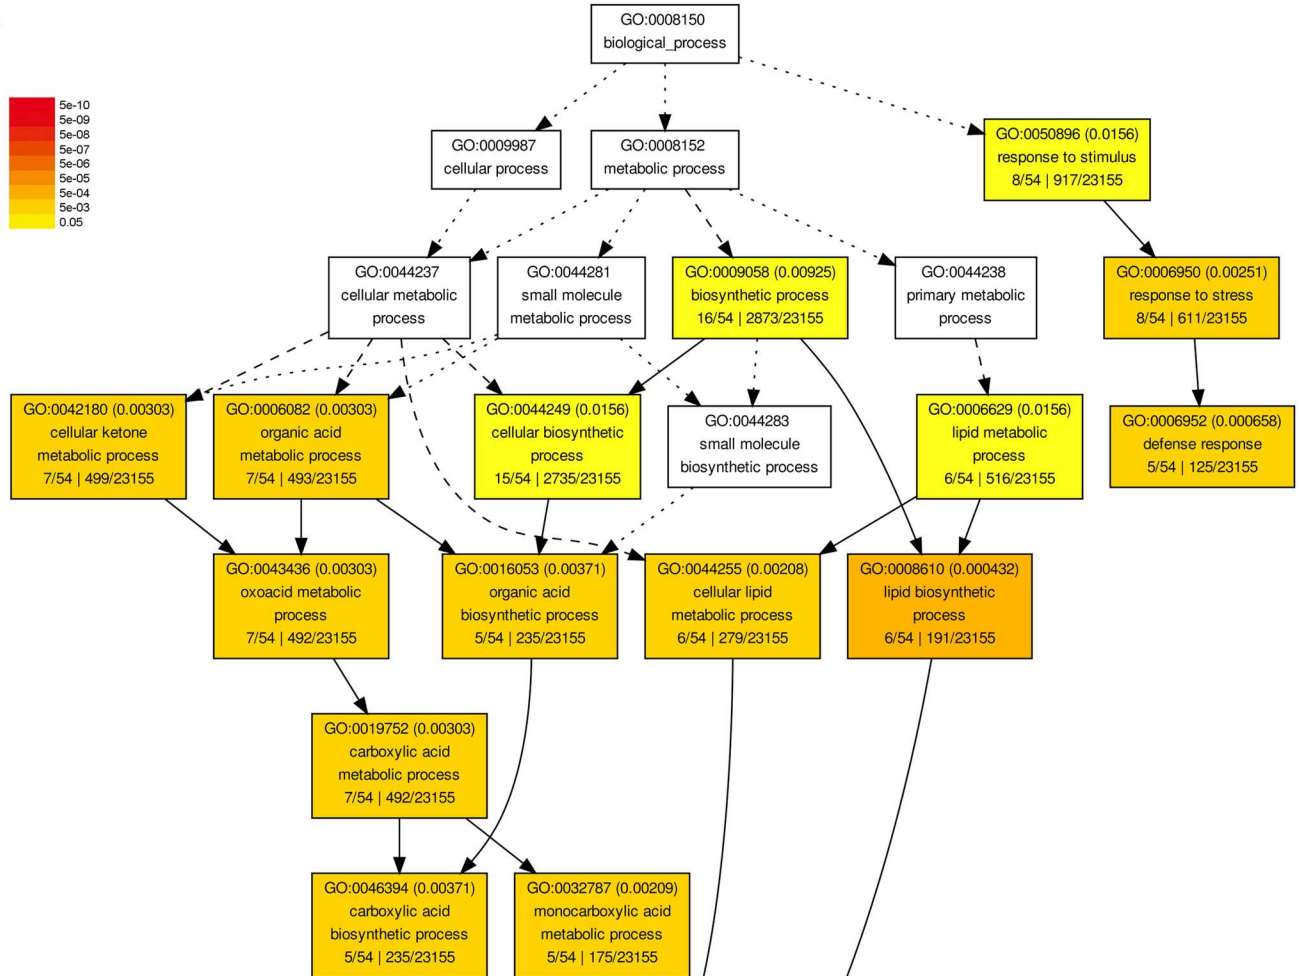 GO:0008150
biological_process
5e-10
5e-09
5e-08
5e-07
5e-06
5e-05
5e-04
5e-03
0.05
GO:0009987
cellular process
GO:0008152
metabolic process
GO:0050896 (0.0156)
response to stimulus
8/54 | 917/23155
GO:0044237
cellular metabolic
process
GO:0044281
small molecule
metabolic process
GO:0009058 (0.00925)
biosynthetic process
16/54 | 2873/23155
GO:0044238
primary metabolic
process
GO:0006950 (0.00251)
response to stress
8/54 | 611/23155
GO:0042180 (0.00303)
cellular ketone
metabolic process
7/54 | 499/23155
GO:0006082 (0.00303)
organic acid
metabolic process
7/54 | 493/23155
GO:0044249 (0.0156)
cellular biosynthetic
process
15/54 | 2735/23155
GO:0044283
small molecule
biosynthetic process
GO:0006629 (0.0156)
lipid metabolic
process
6/54 | 516/23155
GO:0006952 (0.000658)
defense response
5/54 | 125/23155
GO:0043436 (0.00303)
oxoacid metabolic
process
7/54 | 492/23155
GO:0016053 (0.00371)
organic acid
biosynthetic process
5/54 | 235/23155
GO:0044255 (0.00208)
cellular lipid
metabolic process
6/54 | 279/23155
GO:0008610 (0.000432)
lipid biosynthetic
process
6/54 | 191/23155
GO:0019752 (0.00303)
carboxylic acid
metabolic process
7/54 | 492/23155
GO:0046394 (0.00371)
carboxylic acid
biosynthetic process
5/54 | 235/23155
GO:0032787 (0.00209)
monocarboxylic acid
metabolic process
5/54 | 175/23155